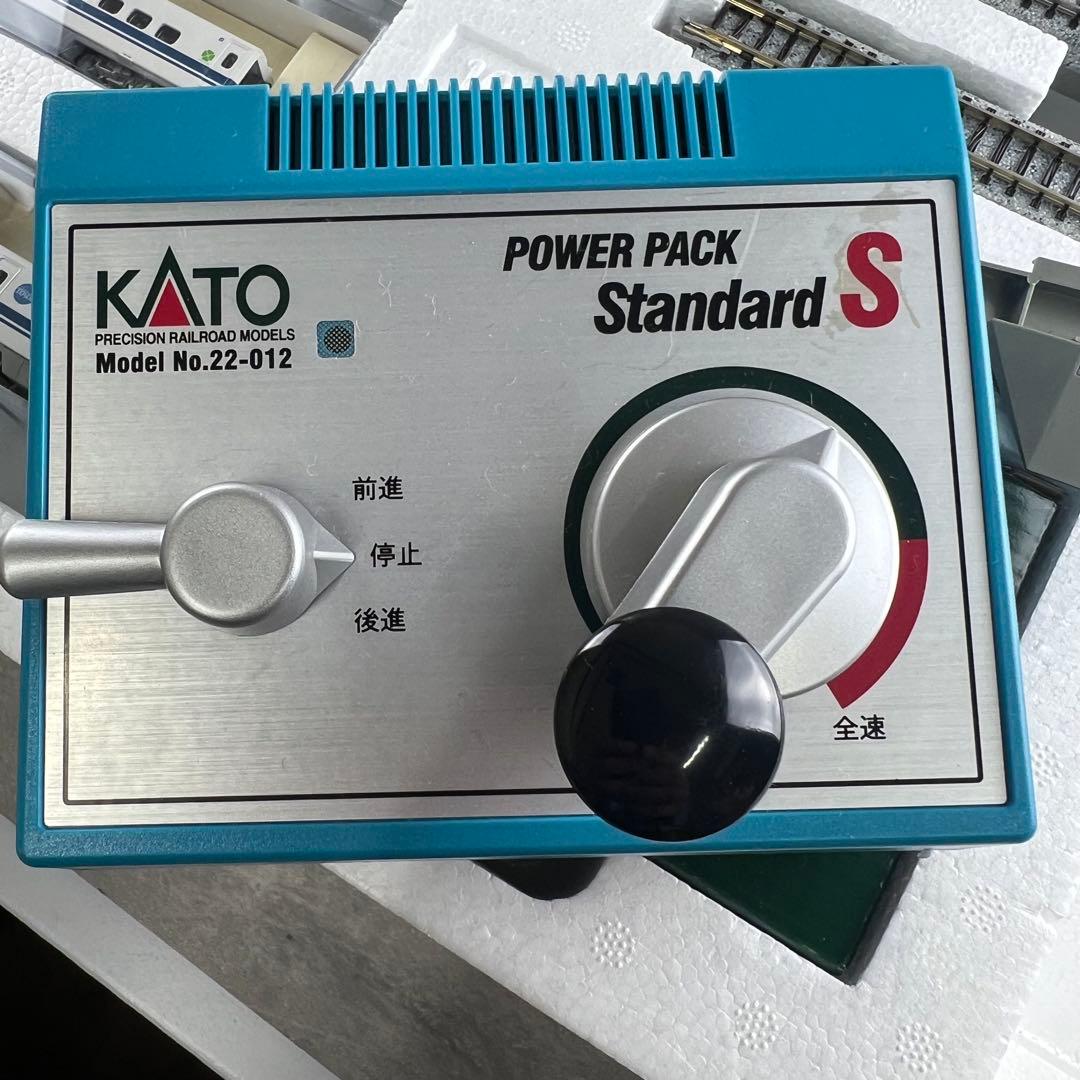 KATO
PRECISION RAILROAD MODELS
Model No.22-012
POWER PACK
Standard S
前進
停止
後進
全速